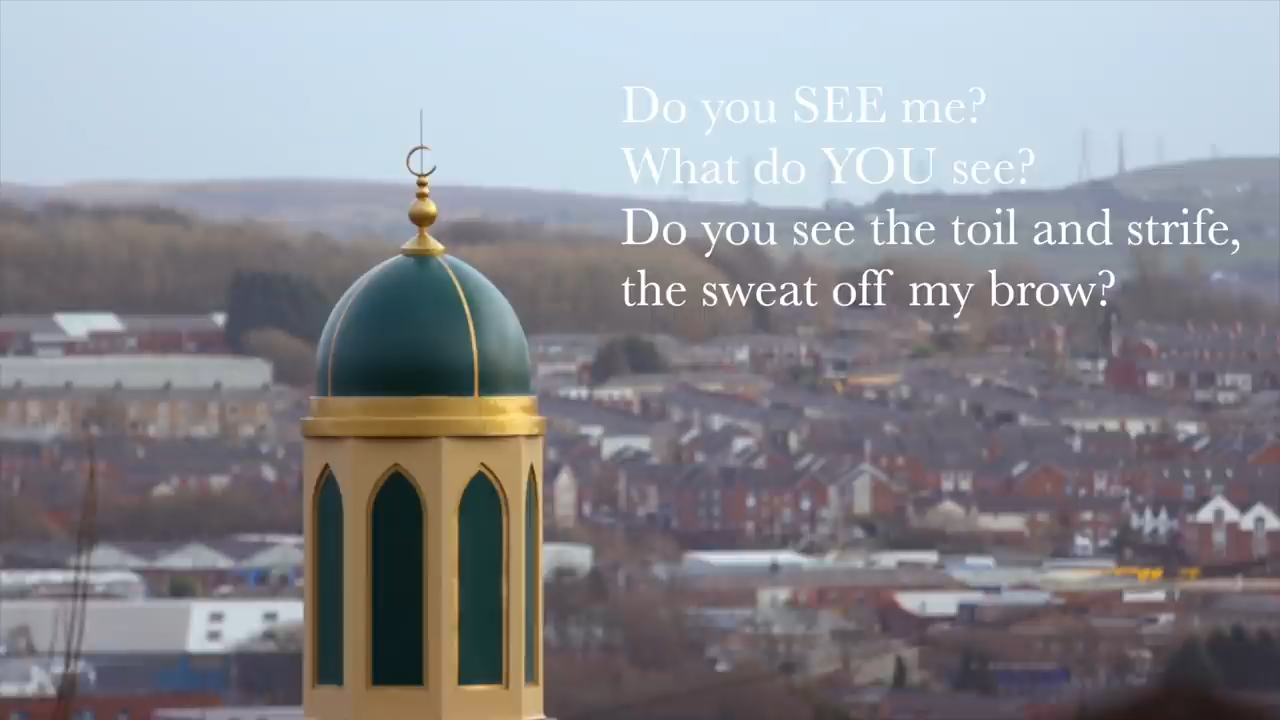 Do you SEE me?
What do YOU see?
Do you see the toil and strife,
the sweat off my brow?